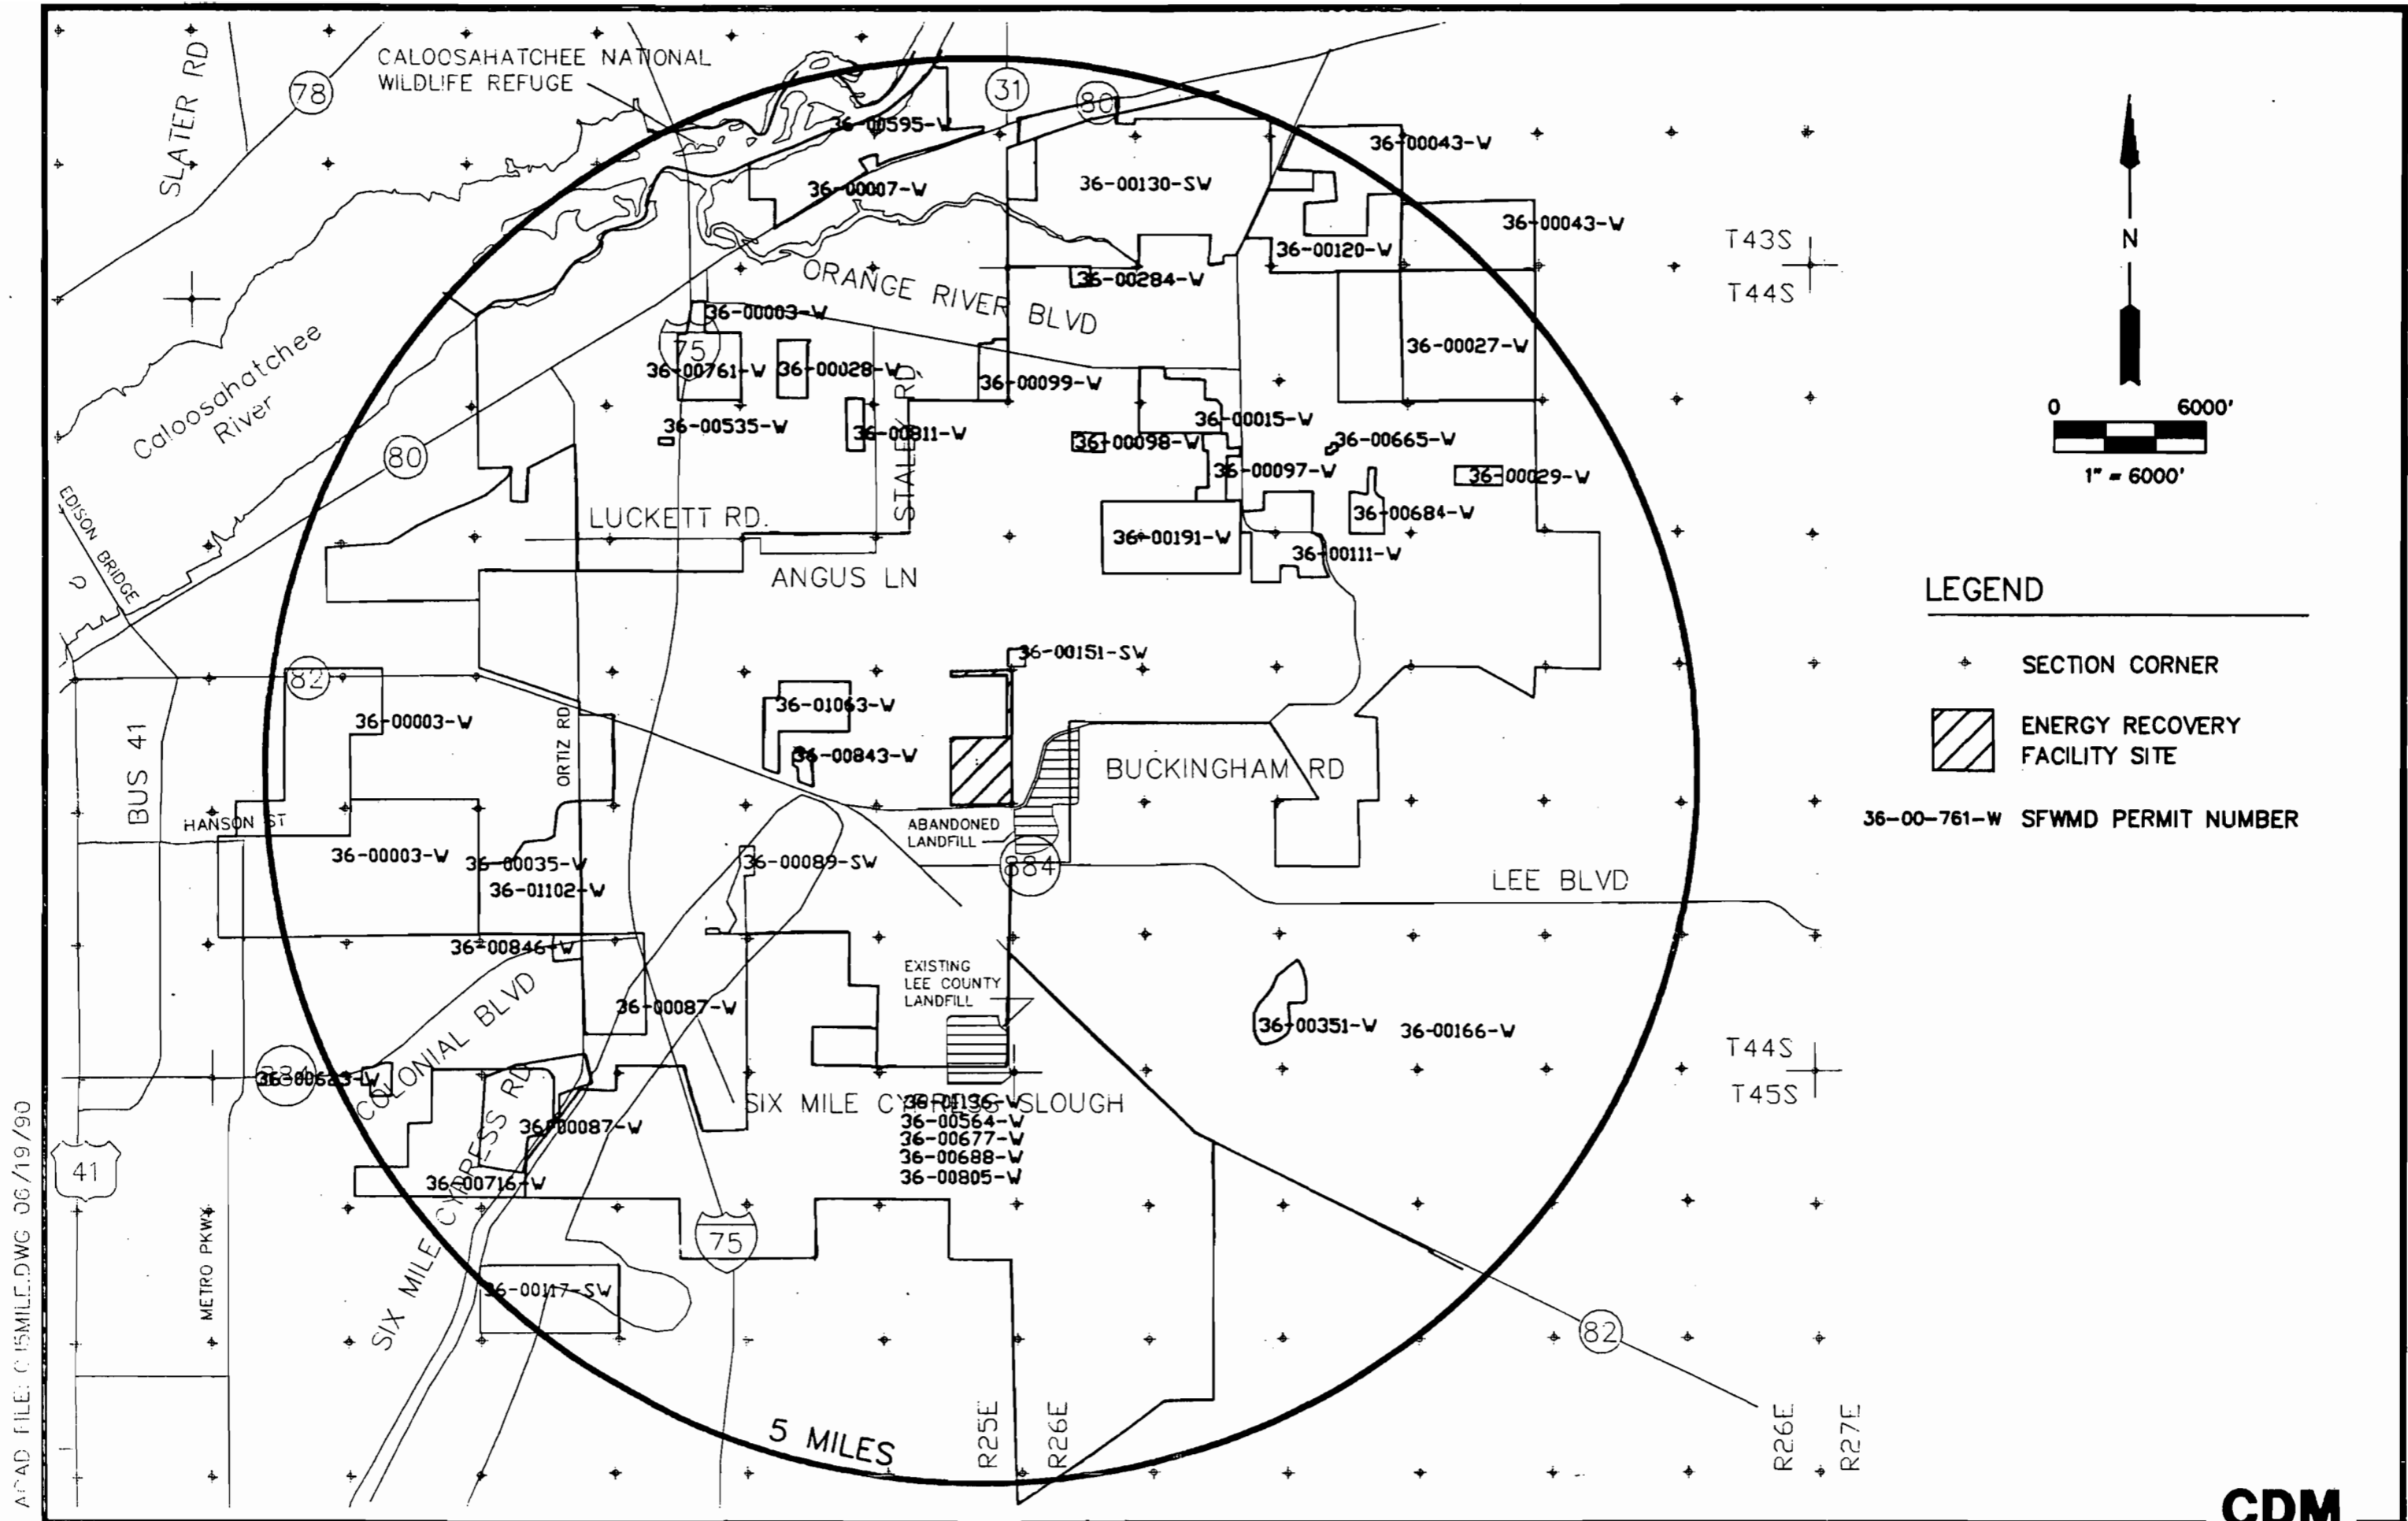 CALOOSAHATCHEE NATIONAL
WILDLIFE REFUGE
SLATER RD
78
31
80
36-00595-W
36-00007-W
36-00130-SW
36-00043-W
36-00043-W
36-00120-W
36-00284-W
ORANGE RIVER BLVD
36-00003-W
75
36-00761-W
36-00028-W
36-00099-W
36-00027-W
STALEY RD
36-00535-W
36-00811-W
36-00015-W
36-00098-W
36-00665-W
36-00097-W
36-00029-W
36-00684-W
36-00191-W
36-00111-W
Caloosahatchee
River
80
EDISON BRIDGE
LUCKETT RD.
ANGUS LN
36-00151-SW
82
36-00003-W
ORTIZ RD
36-01063-W
36-00843-W
BUS 41
BUCKINGHAM RD
HANSON ST
ABANDONED
LANDFILL
884
36-00003-W
36-00035-W
36-01102-W
36-00089-SW
LEE BLVD
36-00846-W
36-00087-W
EXISTING
LEE COUNTY
LANDFILL
36-00351-W
36-00166-W
COLONIAL BLVD
SIX MILE CYPRESS SLOUGH
36-00564-W
36-00677-W
36-00688-W
36-00805-W
36-00087-W
36-00716-W
SIX MILE CYPRESS RD
41
METRO PKWY
75
36-00117-SW
82
5 MILES
R25E
R26E
R26E
R27E
N
T43S
T44S
0 6000'
1" = 6000'
LEGEND
SECTION CORNER
ENERGY RECOVERY
FACILITY SITE
36-00-761-W SFWMD PERMIT NUMBER
T44S
T45S
CDM
06/19/90